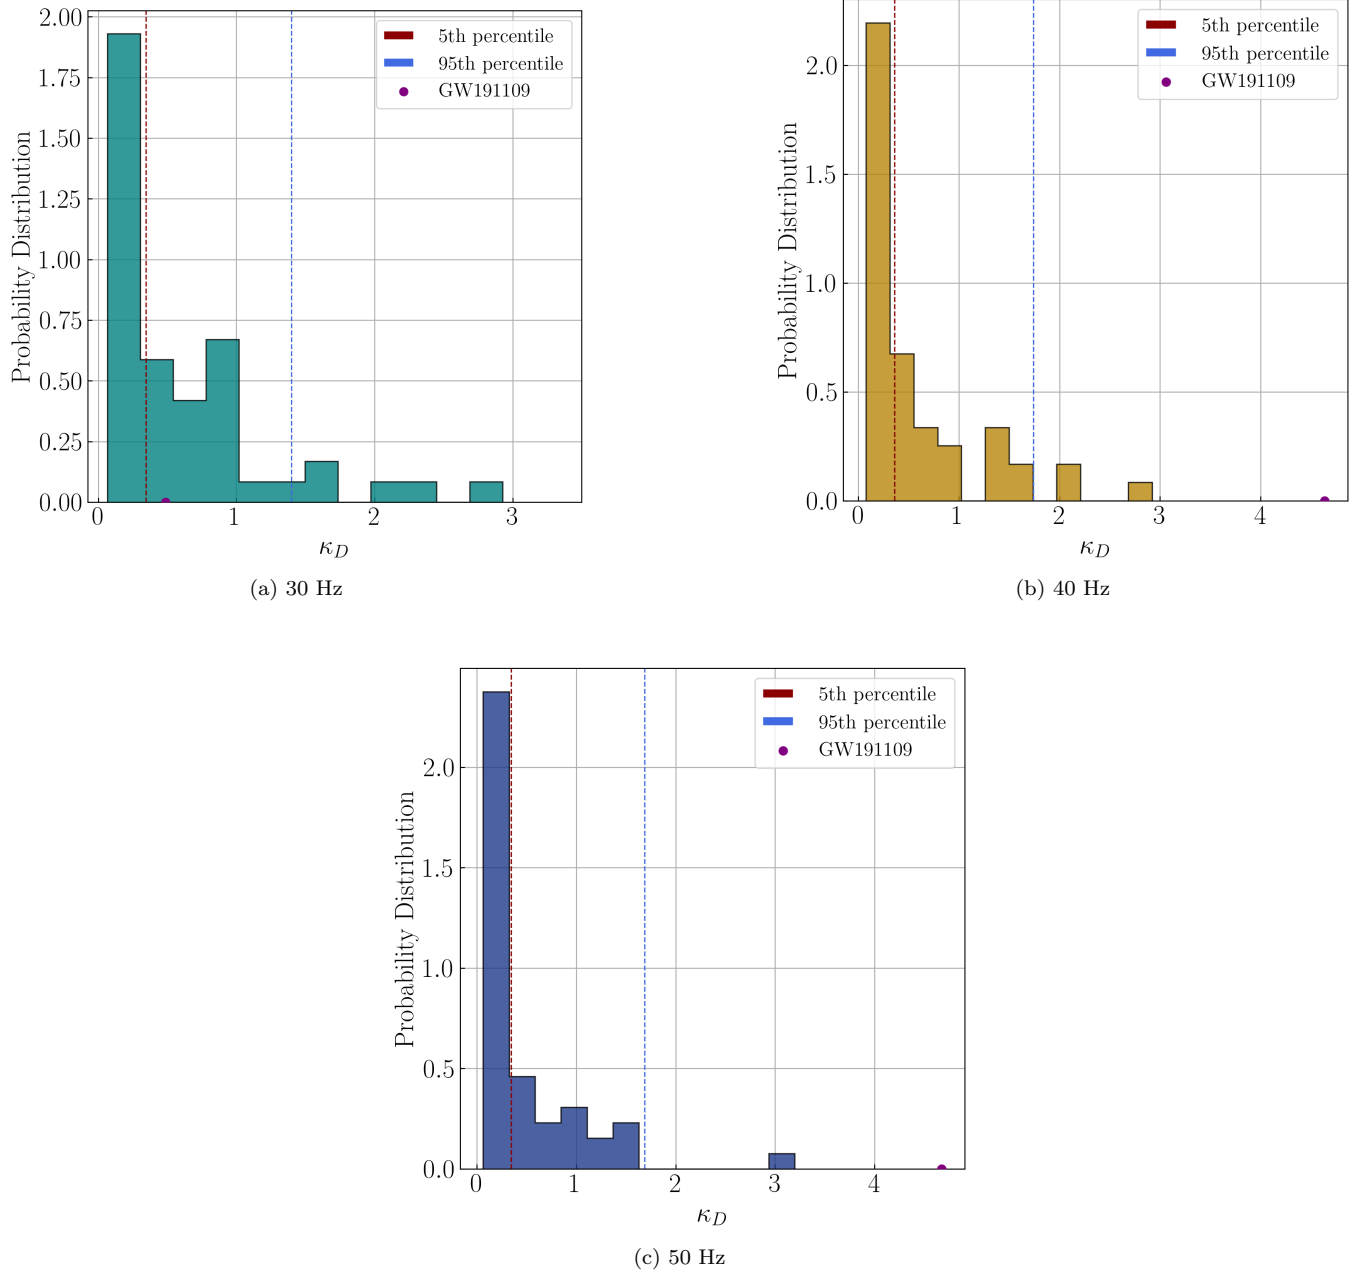 2.00
1.75
1.50
1.25
1.00
0.75
0.50
0.25
0.00
Probability Distribution
0 1 2 3
κ_D
5th percentile
95th percentile
GW191109
(a) 30 Hz
2.0
1.5
1.0
0.5
0.0
Probability Distribution
0 1 2 3 4
κ_D
5th percentile
95th percentile
GW191109
(b) 40 Hz
2.0
1.5
1.0
0.5
0.0
Probability Distribution
0 1 2 3 4
κ_D
5th percentile
95th percentile
GW191109
(c) 50 Hz